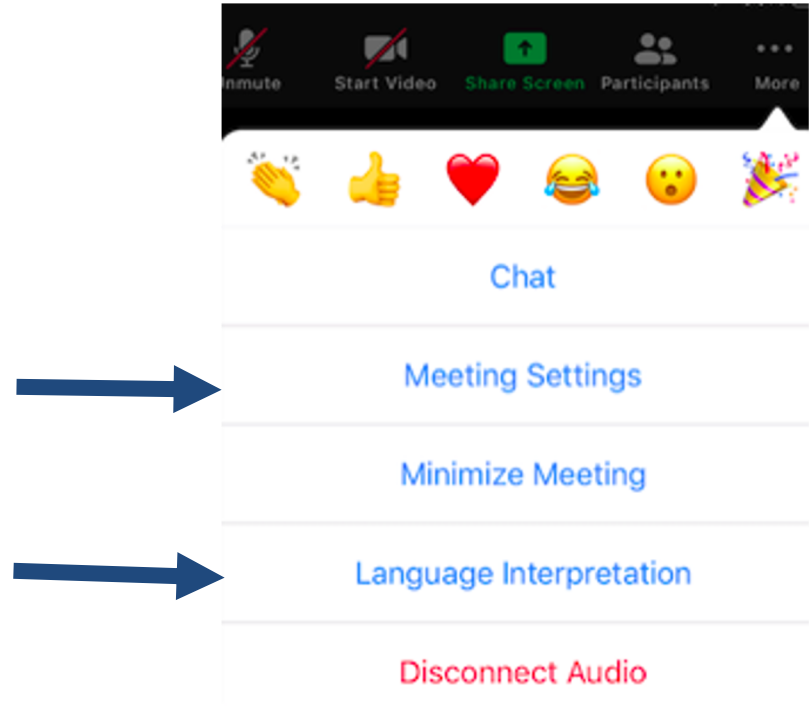 Unmute Start Video Share Screen Participants More
Chat
Meeting Settings
Minimize Meeting
Language Interpretation
Disconnect Audio